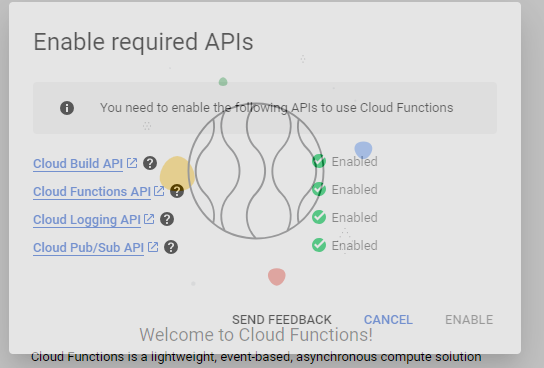 Enable required APIs
You need to enable the following APIs to use Cloud Functions
Cloud Build API Enabled
Cloud Functions API Enabled
Cloud Logging API Enabled
Cloud Pub/Sub API Enabled
SEND FEEDBACK CANCEL ENABLE
Welcome to Cloud Functions!
Cloud Functions is a lightweight, event-based, asynchronous compute solution